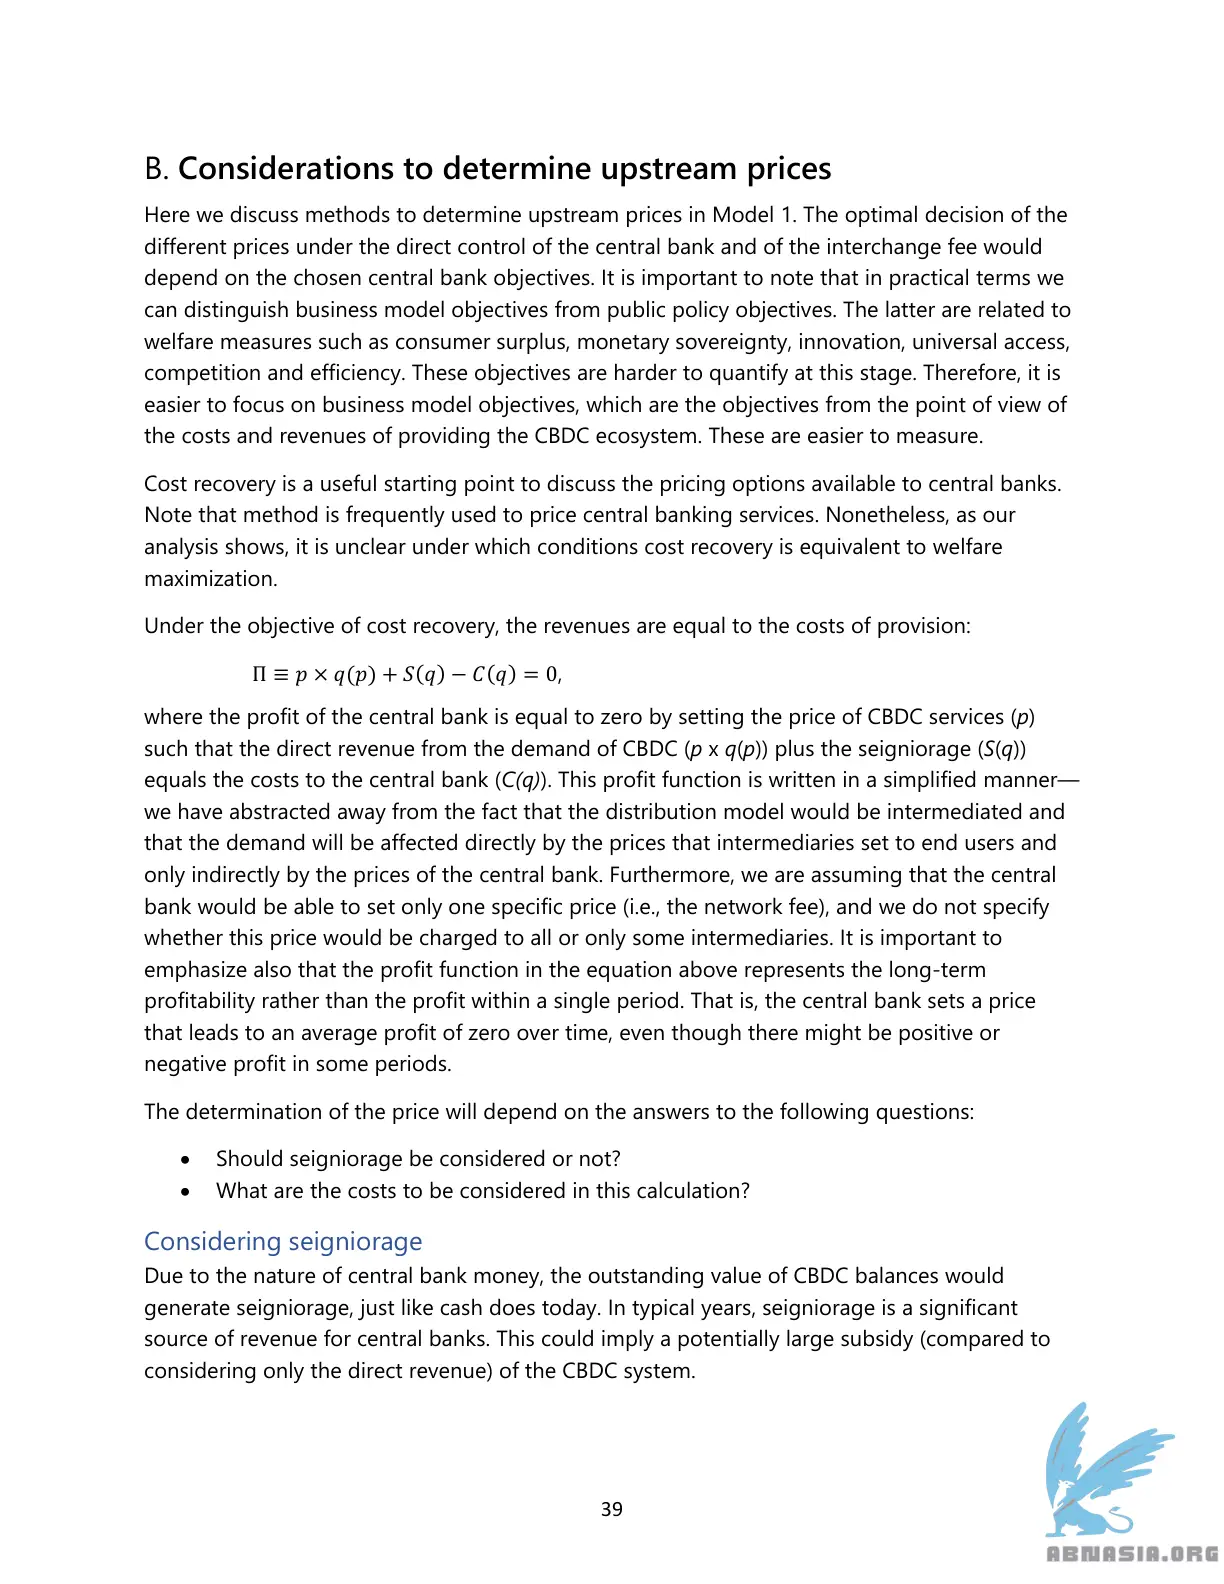 B. Considerations to determine upstream prices
Here we discuss methods to determine upstream prices in Model 1. The optimal decision of the
different prices under the direct control of the central bank and of the interchange fee would
depend on the chosen central bank objectives. It is important to note that in practical terms we
can distinguish business model objectives from public policy objectives. The latter are related to
welfare measures such as consumer surplus, monetary sovereignty, innovation, universal access,
competition and efficiency. These objectives are harder to quantify at this stage. Therefore, it is
easier to focus on business model objectives, which are the objectives from the point of view of
the costs and revenues of providing the CBDC ecosystem. These are easier to measure.
Cost recovery is a useful starting point to discuss the pricing options available to central banks.
Note that method is frequently used to price central banking services. Nonetheless, as our
analysis shows, it is unclear under which conditions cost recovery is equivalent to welfare
maximization.
Under the objective of cost recovery, the revenues are equal to the costs of provision:
Π ≡ p × q(p) + S(q) − C(q) = 0,
where the profit of the central bank is equal to zero by setting the price of CBDC services (p)
such that the direct revenue from the demand of CBDC (p x q(p)) plus the seigniorage (S(q))
equals the costs to the central bank (C(q)). This profit function is written in a simplified manner—
we have abstracted away from the fact that the distribution model would be intermediated and
that the demand will be affected directly by the prices that intermediaries set to end users and
only indirectly by the prices of the central bank. Furthermore, we are assuming that the central
bank would be able to set only one specific price (i.e., the network fee), and we do not specify
whether this price would be charged to all or only some intermediaries. It is important to
emphasize also that the profit function in the equation above represents the long-term
profitability rather than the profit within a single period. That is, the central bank sets a price
that leads to an average profit of zero over time, even though there might be positive or
negative profit in some periods.
The determination of the price will depend on the answers to the following questions:
• Should seigniorage be considered or not?
• What are the costs to be considered in this calculation?
Considering seigniorage
Due to the nature of central bank money, the outstanding value of CBDC balances would
generate seigniorage, just like cash does today. In typical years, seigniorage is a significant
source of revenue for central banks. This could imply a potentially large subsidy (compared to
considering only the direct revenue) of the CBDC system.
39
ABNASIA.ORG